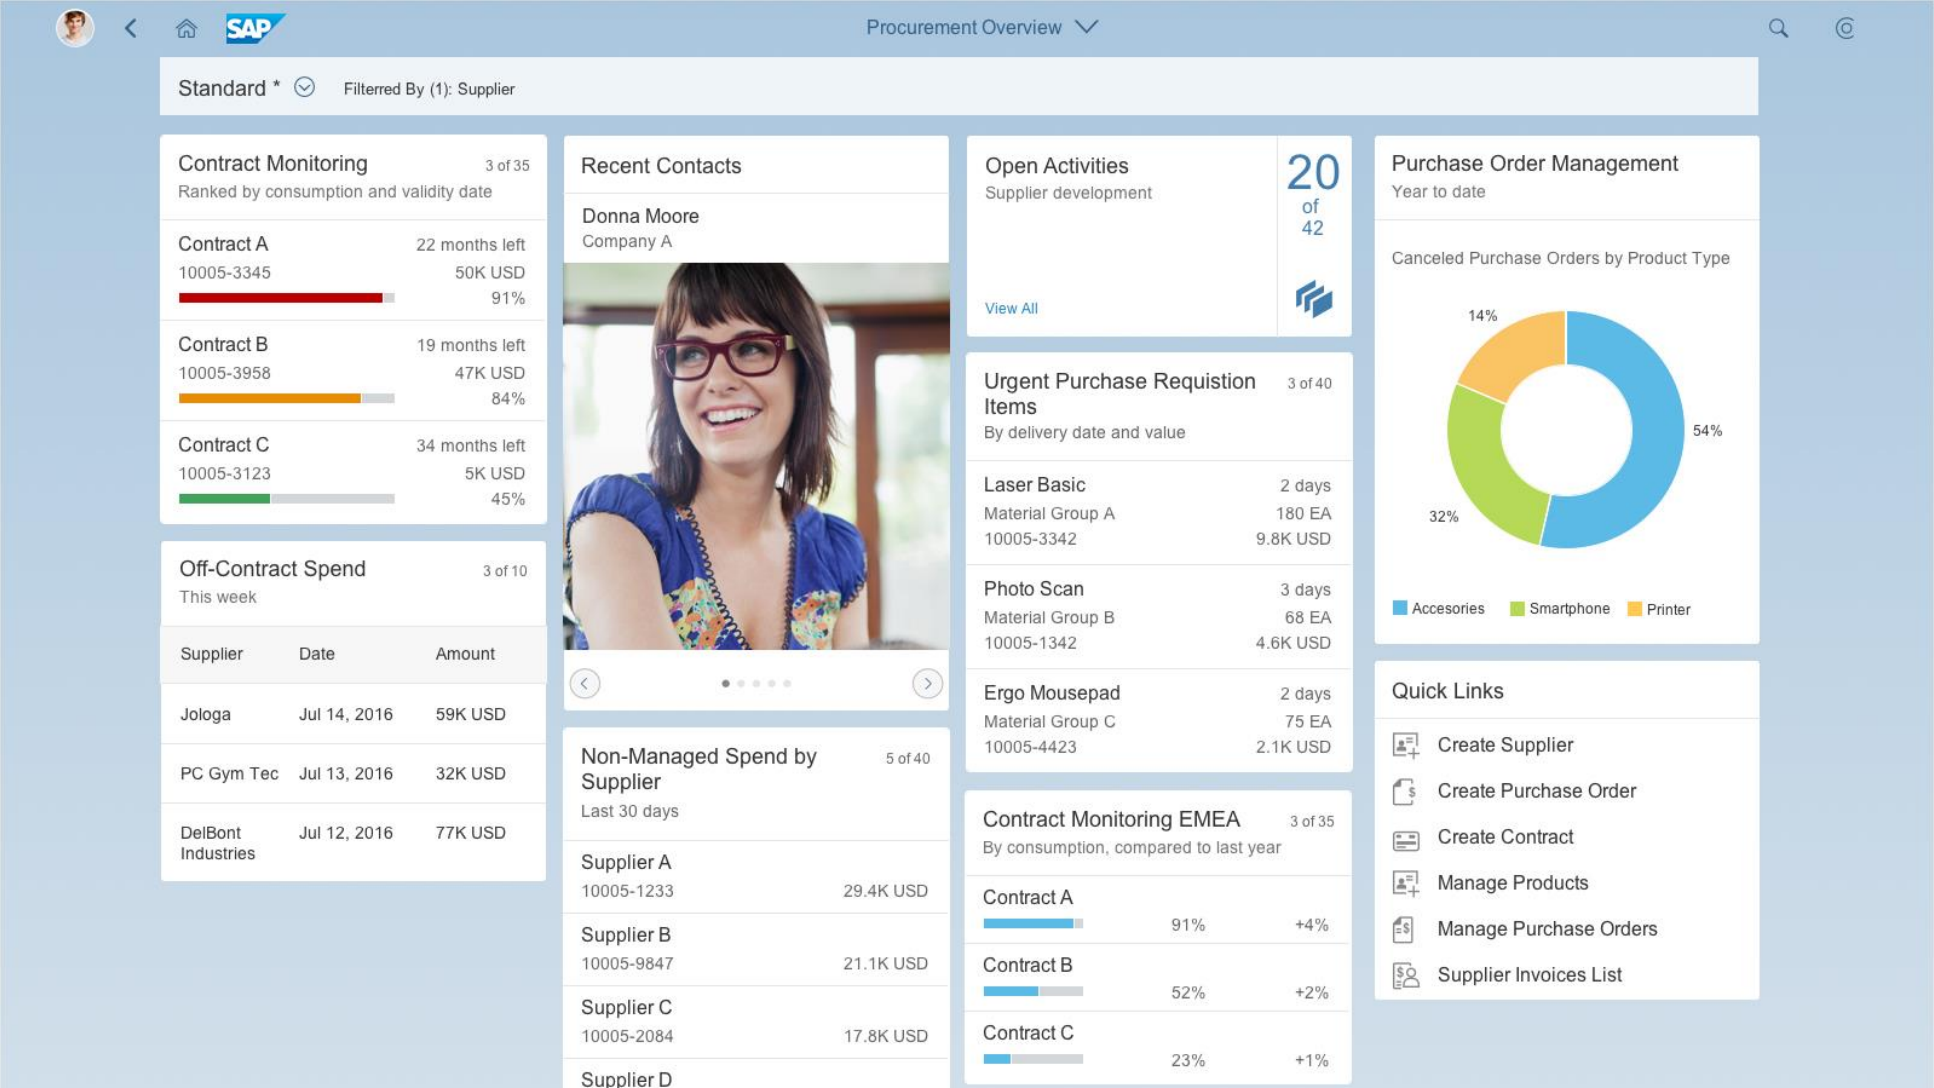 SAP
Procurement Overview
Standard *
Filterred By (1): Supplier
Contract Monitoring
3 of 35
Ranked by consumption and validity date
Contract A
22 months left
10005-3345
50K USD
91%
Contract B
19 months left
10005-3958
47K USD
84%
Contract C
34 months left
10005-3123
5K USD
45%
Off-Contract Spend
3 of 10
This week
Supplier Date Amount
Jologa Jul 14, 2016 59K USD
PC Gym Tec Jul 13, 2016 32K USD
DelBont Jul 12, 2016 77K USD
Industries
Recent Contacts
Donna Moore
Company A
Non-Managed Spend by
Supplier
5 of 40
Last 30 days
Supplier A
10005-1233 29.4K USD
Supplier B
10005-9847 21.1K USD
Supplier C
10005-2084 17.8K USD
Supplier D
Open Activities
Supplier development
View All
20
of
42
Urgent Purchase Requistion
Items
3 of 40
By delivery date and value
Laser Basic 2 days
Material Group A 180 EA
10005-3342 9.8K USD
Photo Scan 3 days
Material Group B 68 EA
10005-1342 4.6K USD
Ergo Mousepad 2 days
Material Group C 75 EA
10005-4423 2.1K USD
Contract Monitoring EMEA
3 of 35
By consumption, compared to last year
Contract A
91% +4%
Contract B
52% +2%
Contract C
23% +1%
Purchase Order Management
Year to date
Canceled Purchase Orders by Product Type
14%
54%
32%
Accesories Smartphone Printer
Quick Links
Create Supplier
Create Purchase Order
Create Contract
Manage Products
Manage Purchase Orders
Supplier Invoices List